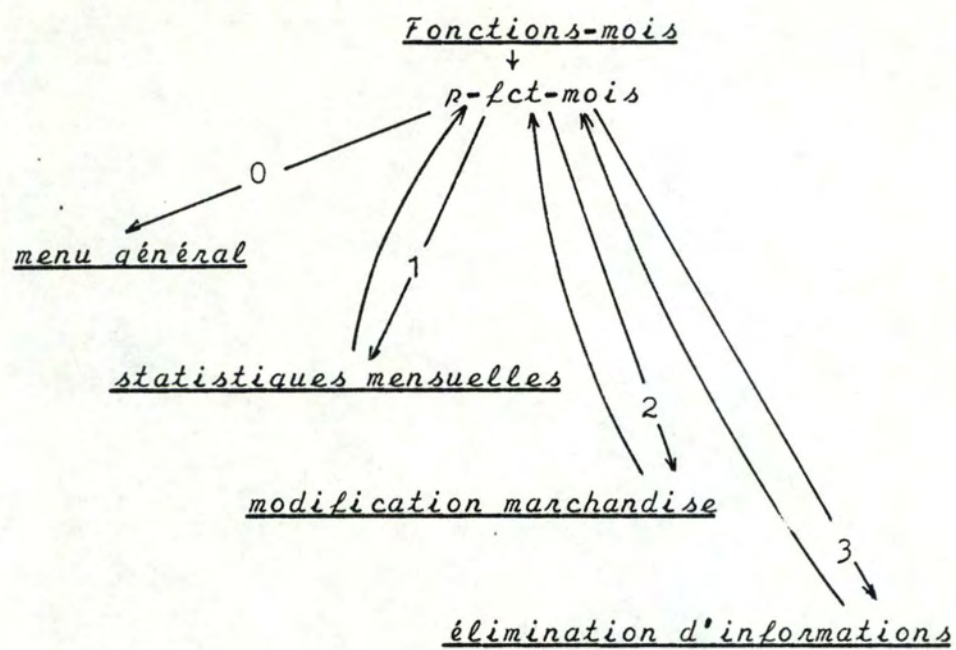 Fonctions-mois
p-fct-mois
0
menu général
1
statistiques mensuelles
2
modification marchandise
3
élimination d'informations